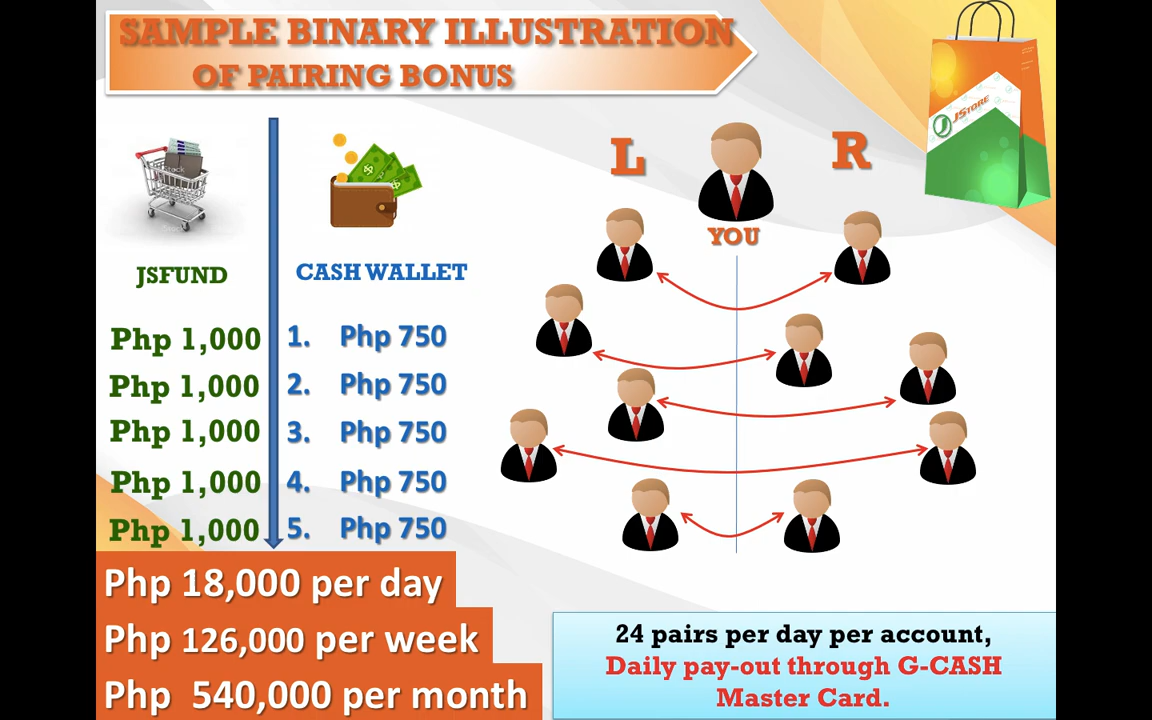 SAMPLE BINARY ILLUSTRATION
OF PAIRING BONUS
JSTORE
L
R
YOU
JSFUND
CASH WALLET
Php 1,000
1. Php 750
Php 1,000
2. Php 750
Php 1,000
3. Php 750
Php 1,000
4. Php 750
Php 1,000
5. Php 750
Php 18,000 per day
Php 126,000 per week
Php 540,000 per month
24 pairs per day per account,
Daily pay-out through G-CASH
Master Card.